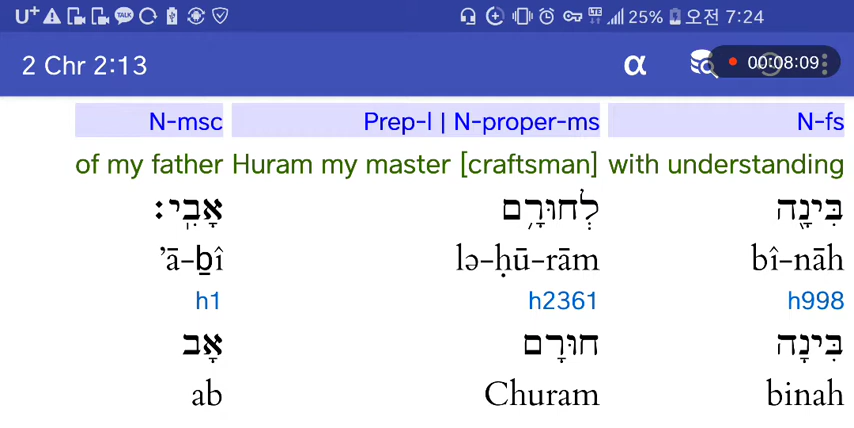 U+ TALK LTE 25% 오전 7:24
2 Chr 2:13 α 00:08:09
N-msc Prep-l | N-proper-ms N-fs
of my father Huram my master [craftsman] with understanding
בִּינָ֖ה לְחוּרָ֥ם אָבִֽי׃
’ā-ḇî lə-ḥū-rām bî-nāh
h1 h2361 h998
בִּינָה חוּרָם אָב
ab Churam binah